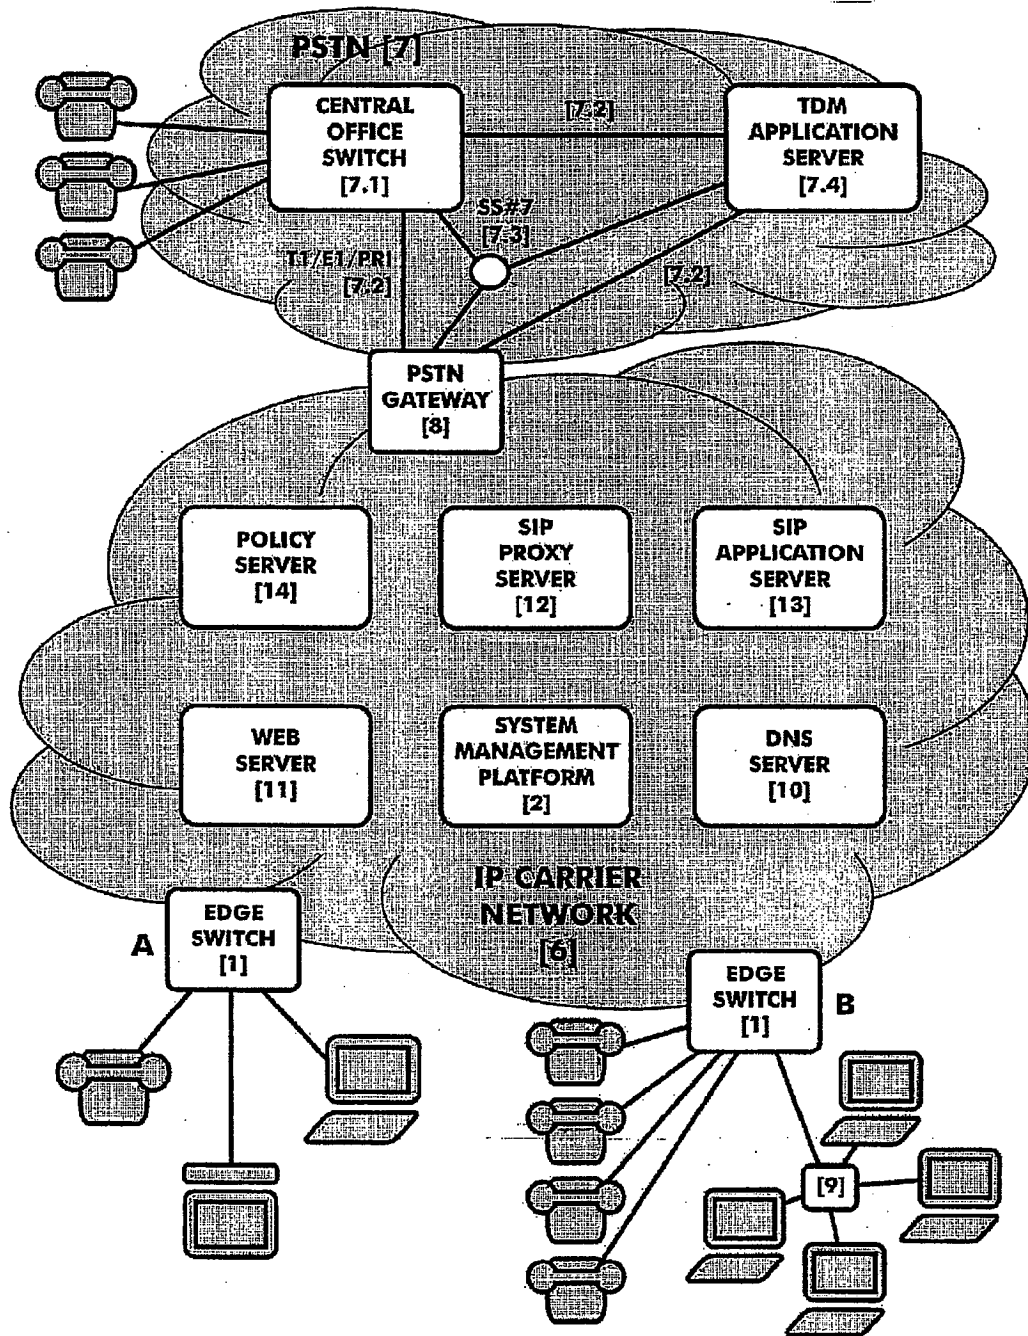 PSTN [7]
CENTRAL
OFFICE
SWITCH
[7.1]
[7.2]
TDM
APPLICATION
SERVER
[7.4]
SS#7
[7.3]
T1/E1/PRI
[7.2]
[7.2]
PSTN
GATEWAY
[8]
POLICY
SERVER
[14]
SIP
PROXY
SERVER
[12]
SIP
APPLICATION
SERVER
[13]
WEB
SERVER
[11]
SYSTEM
MANAGEMENT
PLATFORM
[2]
DNS
SERVER
[10]
IP CARRIER
NETWORK
[6]
A
EDGE
SWITCH
[1]
EDGE
SWITCH
[1]
B
[9]